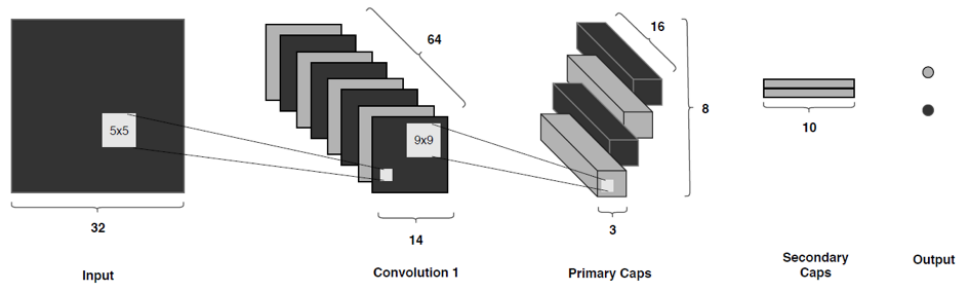 64
16
5x5
9x9
8
10
32
14
3
Input
Convolution 1
Primary Caps
Secondary
Caps
Output